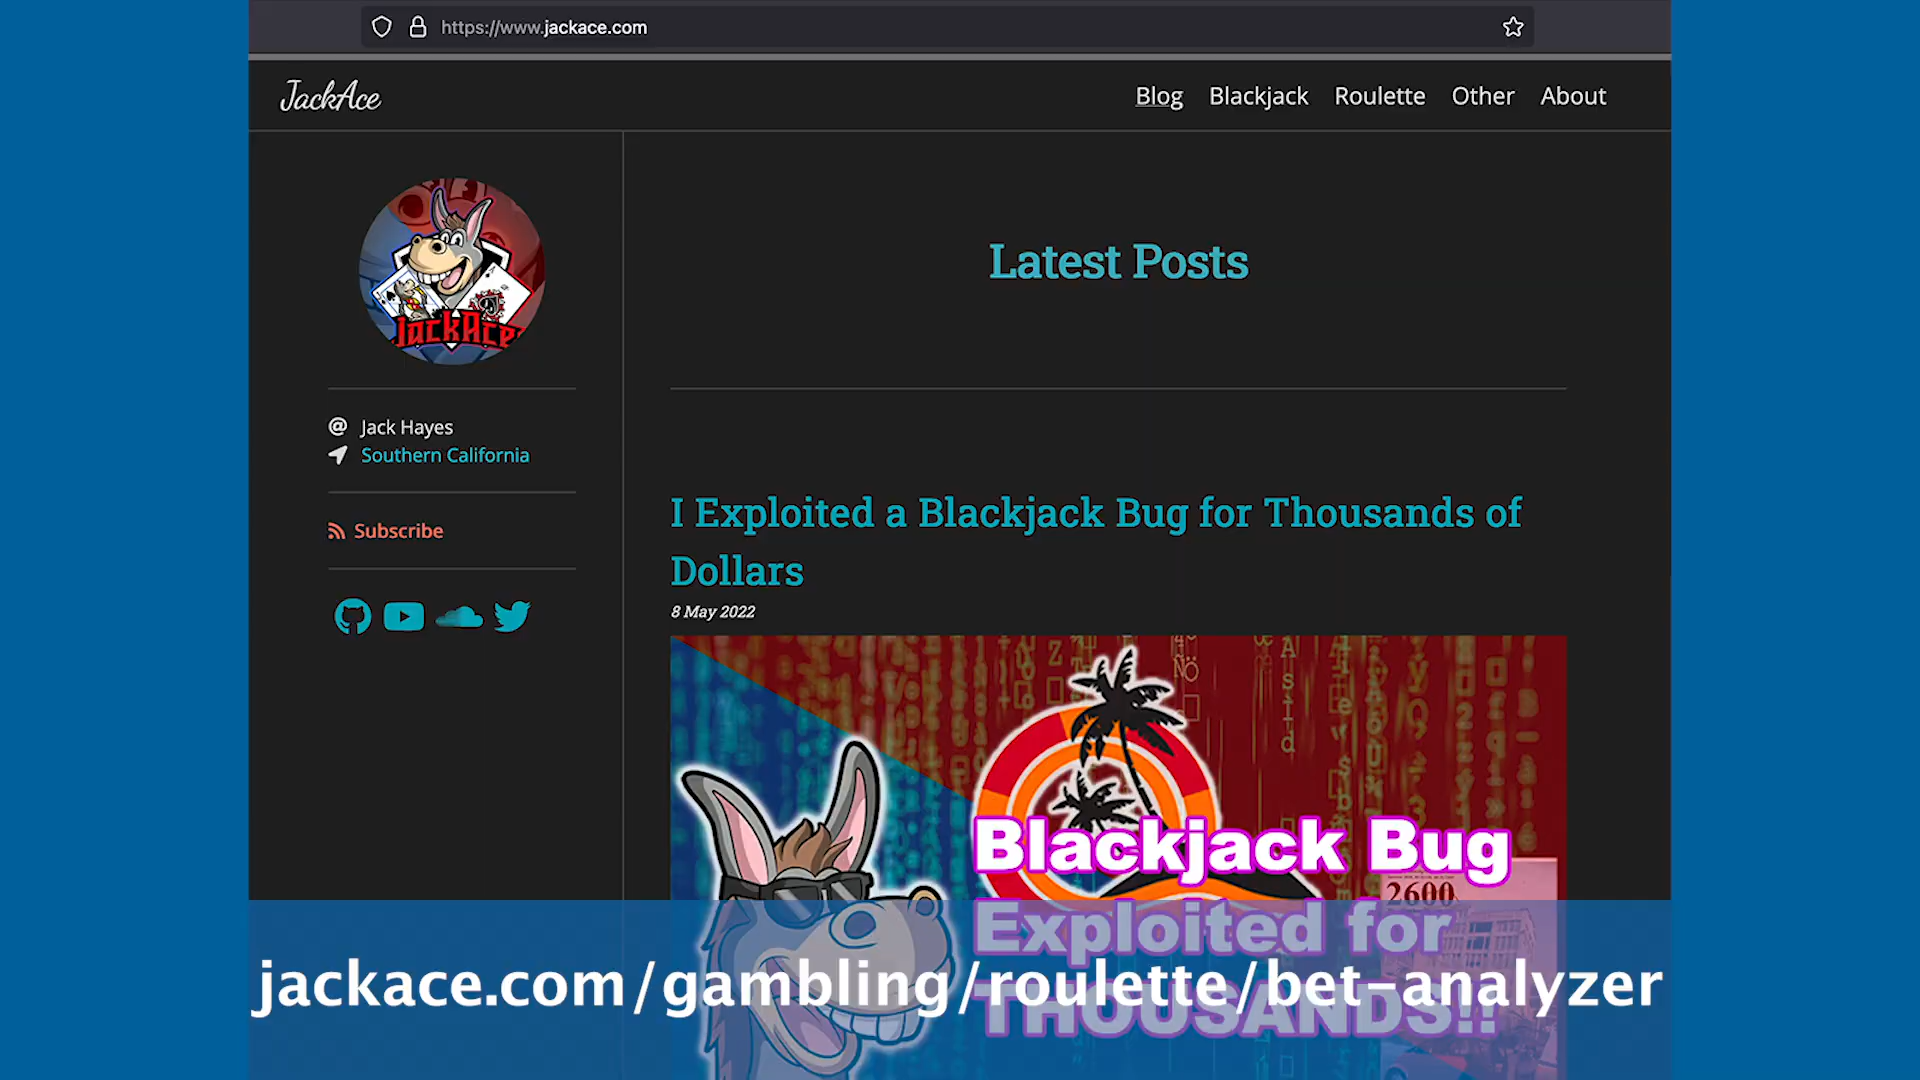 https://www.jackace.com
JackAce
Blog Blackjack Roulette Other About
JackAce
Latest Posts
Jack Hayes
Southern California
Subscribe
I Exploited a Blackjack Bug for Thousands of
Dollars
8 May 2022
Blackjack Bug
2600
Exploited for
THOUSANDS!!
jackace.com/gambling/roulette/bet-analyzer